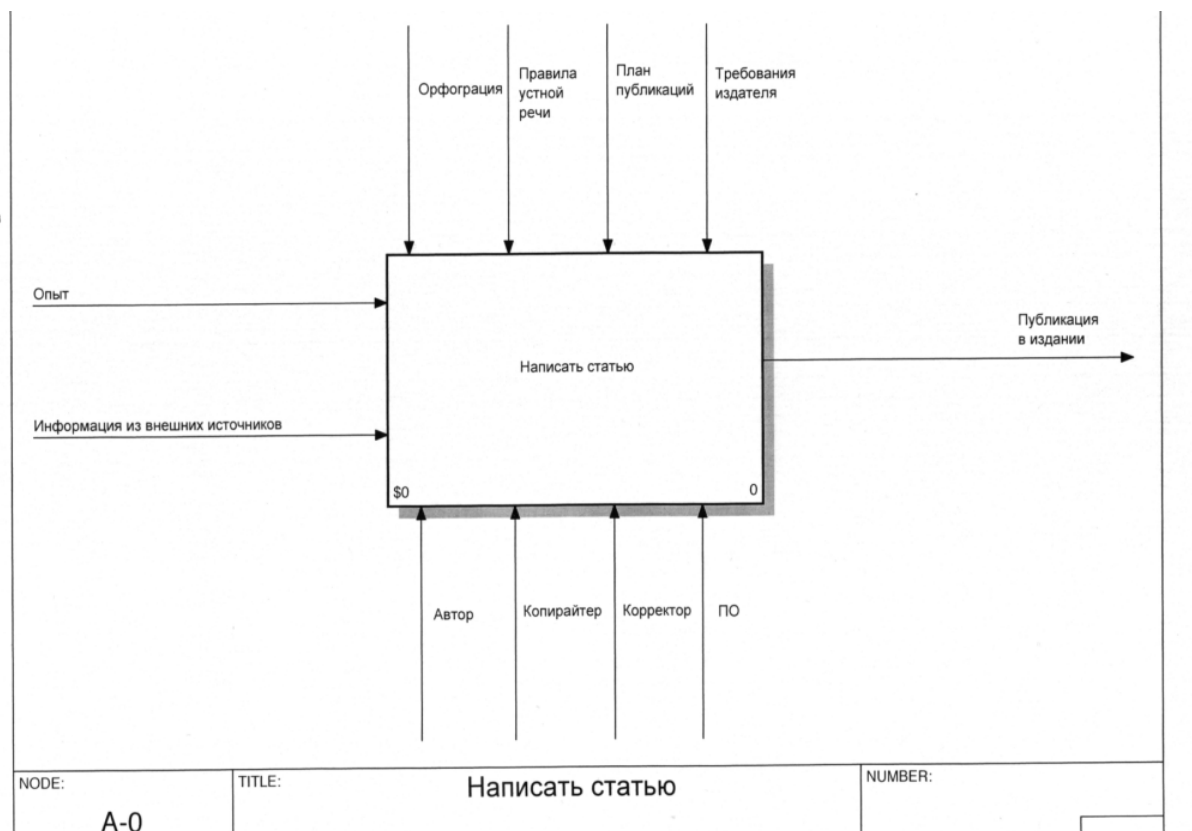 Орфограция
Правила
устной
речи
План
публикаций
Требования
издателя
Опыт
Публикация
в издании
Написать статью
Информация из внешних источников
$0
0
Автор
Копирайтер
Корректор
ПО
NODE:
TITLE:
Написать статью
NUMBER:
A-0